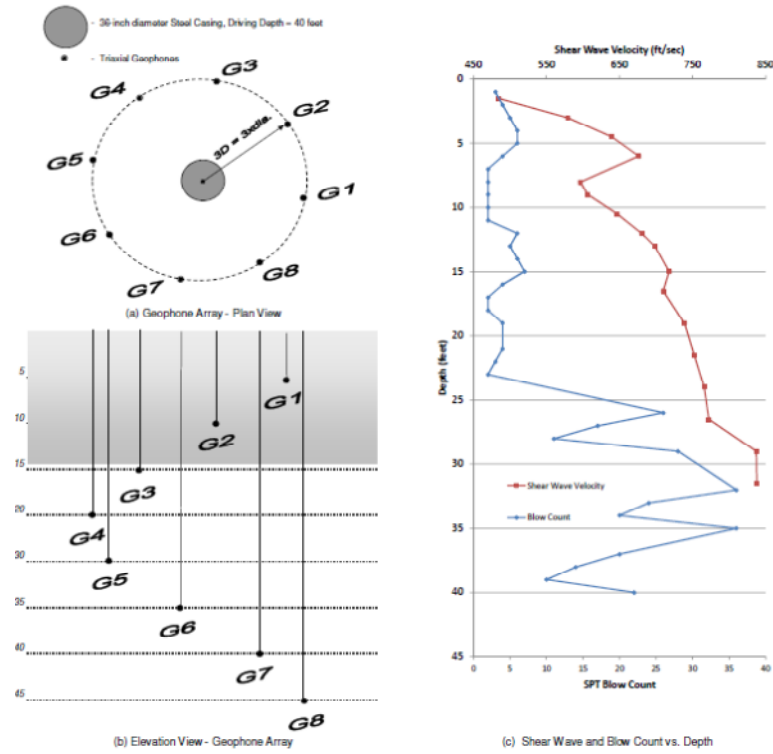 - 36-inch diameter Steel Casing, Driving Depth = 40 feet
- Triaxial Geophones
G3
G4
G2
3D = 3xdia.
G5
G1
G6
G8
G7
(a) Geophone Array - Plan View
5
10
15
20
30
35
40
45
G1
G2
G3
G4
G5
G6
G7
G8
(b) Elevation View - Geophone Array
Shear Wave Velocity (ft/sec)
450 550 650 750 850
0
5
10
15
20
25
30
35
40
45
Depth (feet)
Shear Wave Velocity
Blow Count
0 5 10 15 20 25 30 35 40
SPT Blow Count
(c) Shear Wave and Blow Count vs. Depth